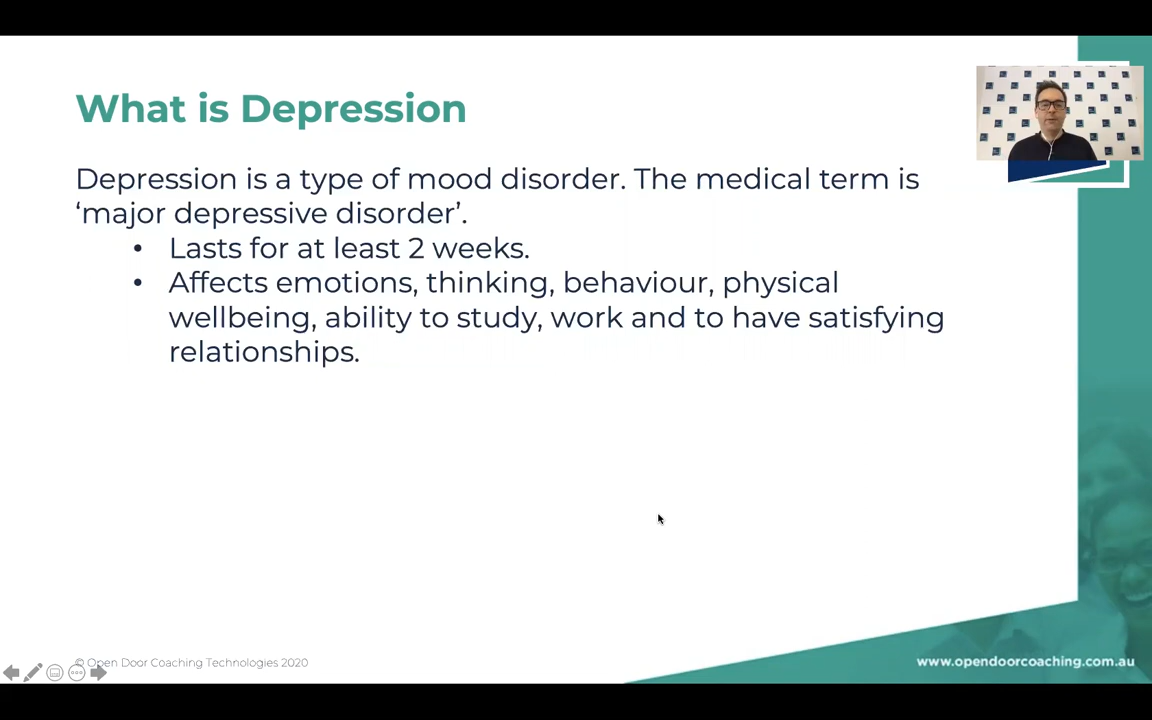 What is Depression
Depression is a type of mood disorder. The medical term is
‘major depressive disorder’.
• Lasts for at least 2 weeks.
• Affects emotions, thinking, behaviour, physical
wellbeing, ability to study, work and to have satisfying
relationships.
© Open Door Coaching Technologies 2020
www.opendoorcoaching.com.au